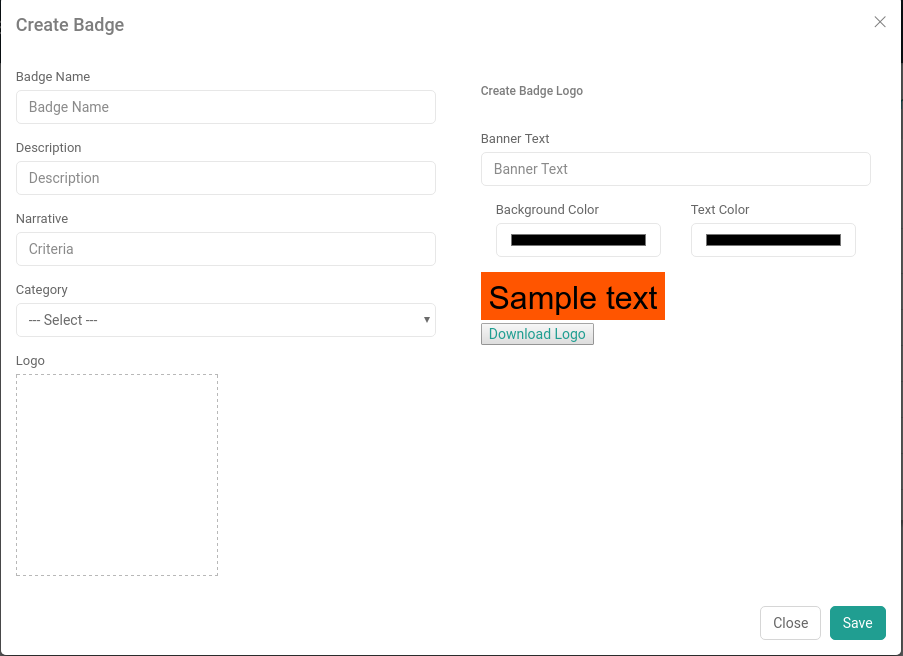 Create Badge
Badge Name
Badge Name
Description
Description
Narrative
Criteria
Category
--- Select ---
Logo
Create Badge Logo
Banner Text
Banner Text
Background Color
Text Color
Sample text
Download Logo
Close
Save